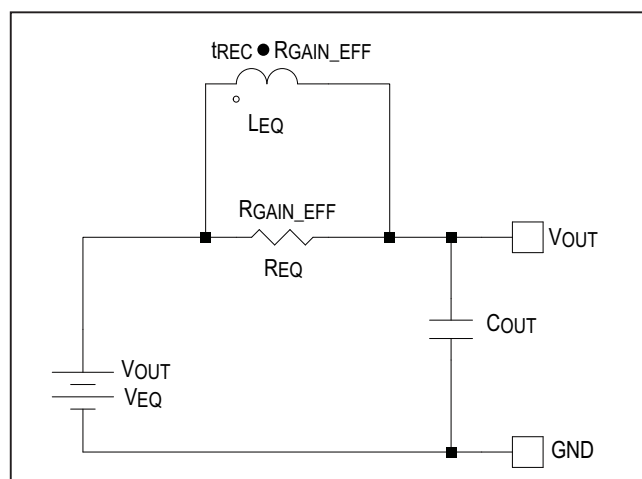 tREC • RGAIN_EFF
LEQ
RGAIN_EFF
REQ
VOUT
COUT
VOUT
VEQ
GND